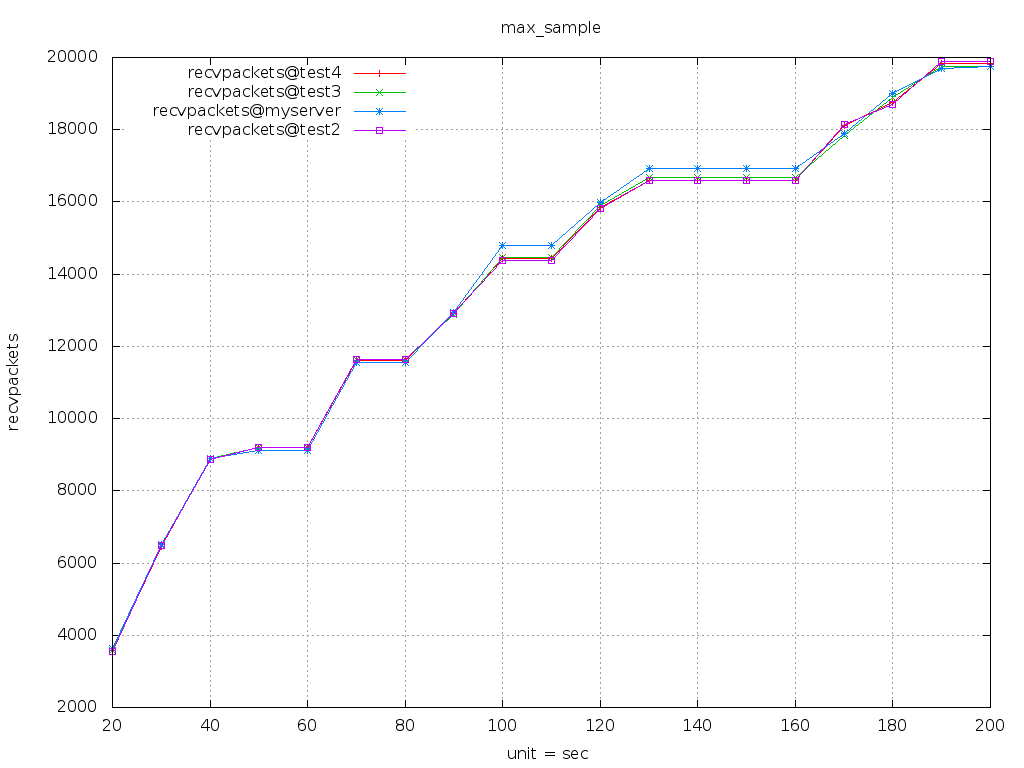 max_sample
20000
18000
16000
14000
12000
10000
8000
6000
4000
2000
recvpackets@test4
recvpackets@test3
recvpackets@myserver
recvpackets@test2
recvpackets
20 40 60 80 100 120 140 160 180 200
unit = sec